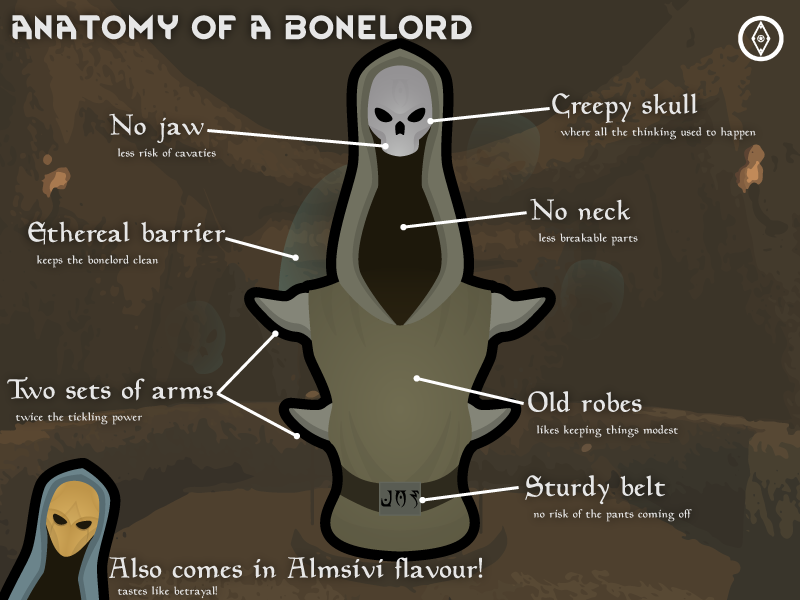 ANATOMY OF A BONELORD
Creepy skull
where all the thinking used to happen
No jaw
less risk of cavaties
No neck
less breakable parts
Ethereal barrier
keeps the bonelord clean
Two sets of arms
twice the tickling power
Old robes
likes keeping things modest
Sturdy belt
no risk of the pants coming off
Also comes in Almsivi flavour!
tastes like betrayal!